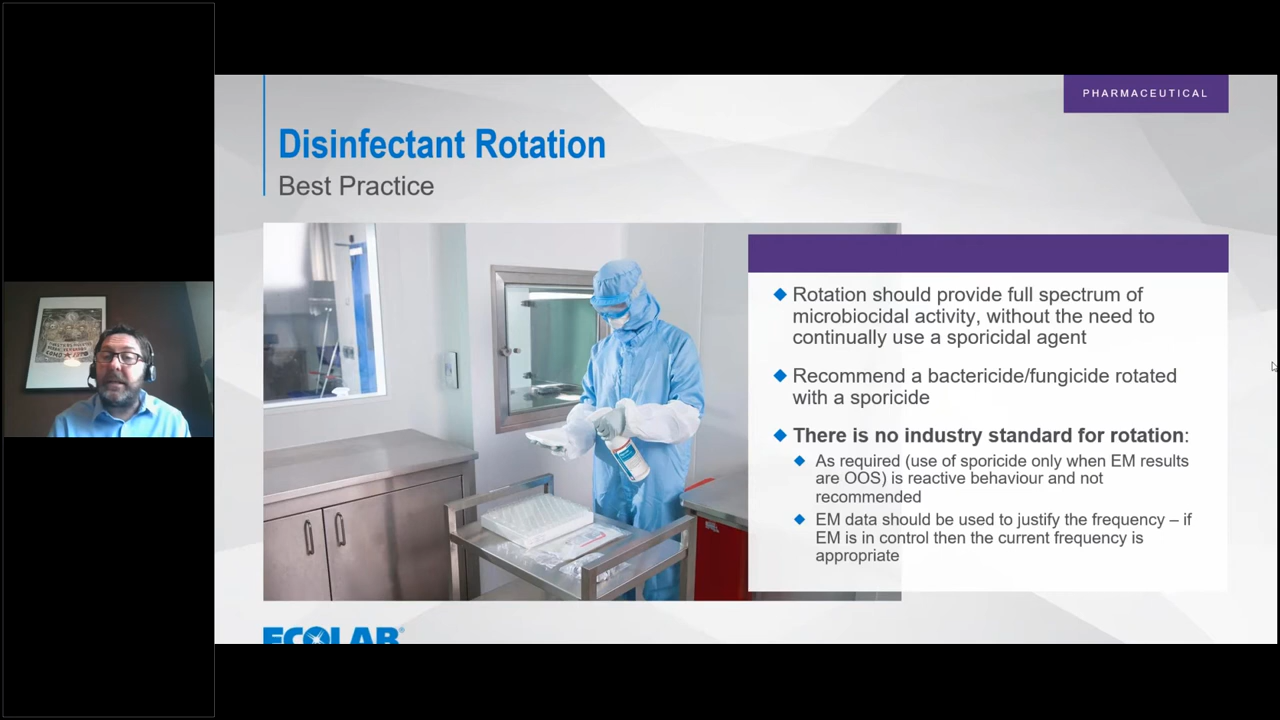 PHARMACEUTICAL
Disinfectant Rotation
Best Practice
Rotation should provide full spectrum of
microbiocidal activity, without the need to
continually use a sporicidal agent
Recommend a bactericide/fungicide rotated
with a sporicide
There is no industry standard for rotation:
As required (use of sporicide only when EM results
are OOS) is reactive behaviour and not
recommended
EM data should be used to justify the frequency – if
EM is in control then the current frequency is
appropriate
ECOLAB®